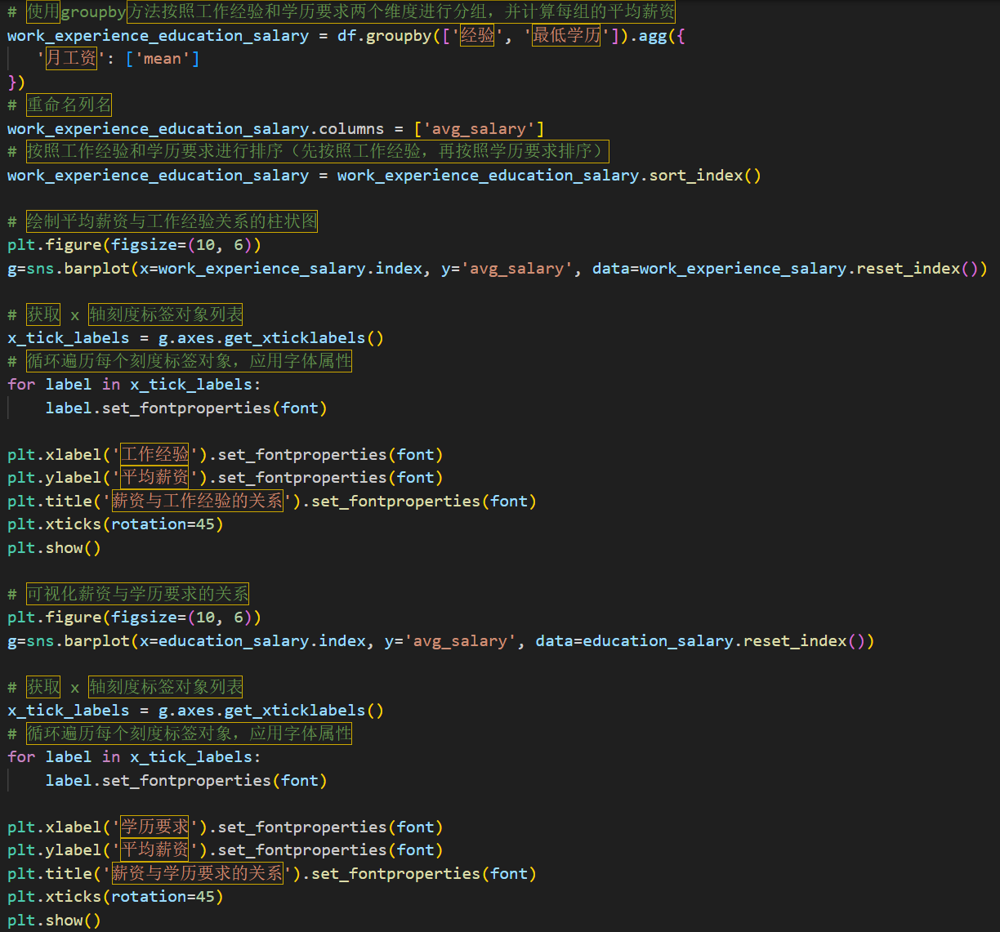 # 使用groupby方法按照工作经验和学历要求两个维度进行分组，并计算每组的平均薪资
work_experience_education_salary = df.groupby(['经验', '最低学历']).agg({
    '月工资': ['mean']
})
# 重命名列名
work_experience_education_salary.columns = ['avg_salary']
# 按照工作经验和学历要求进行排序（先按照工作经验，再按照学历要求排序）
work_experience_education_salary = work_experience_education_salary.sort_index()

# 绘制平均薪资与工作经验关系的柱状图
plt.figure(figsize=(10, 6))
g=sns.barplot(x=work_experience_salary.index, y='avg_salary', data=work_experience_salary.reset_index())

# 获取 x 轴刻度标签对象列表
x_tick_labels = g.axes.get_xticklabels()
# 循环遍历每个刻度标签对象，应用字体属性
for label in x_tick_labels:
    label.set_fontproperties(font)

plt.xlabel('工作经验').set_fontproperties(font)
plt.ylabel('平均薪资').set_fontproperties(font)
plt.title('薪资与工作经验的关系').set_fontproperties(font)
plt.xticks(rotation=45)
plt.show()

# 可视化薪资与学历要求的关系
plt.figure(figsize=(10, 6))
g=sns.barplot(x=education_salary.index, y='avg_salary', data=education_salary.reset_index())

# 获取 x 轴刻度标签对象列表
x_tick_labels = g.axes.get_xticklabels()
# 循环遍历每个刻度标签对象，应用字体属性
for label in x_tick_labels:
    label.set_fontproperties(font)

plt.xlabel('学历要求').set_fontproperties(font)
plt.ylabel('平均薪资').set_fontproperties(font)
plt.title('薪资与学历要求的关系').set_fontproperties(font)
plt.xticks(rotation=45)
plt.show()